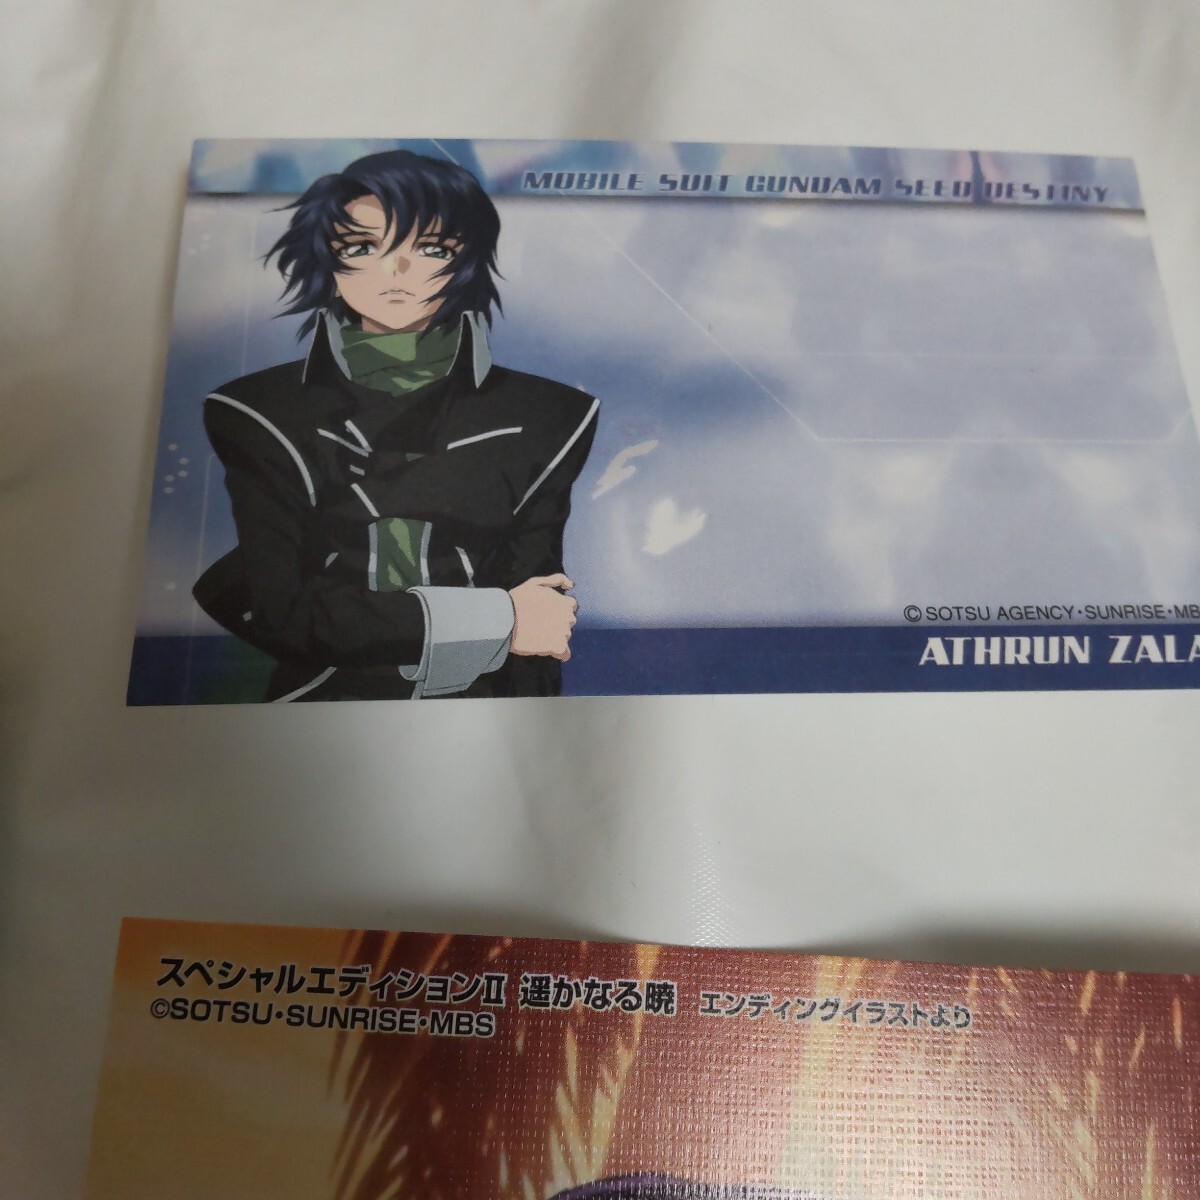 MOBILE SUIT GUNDAM SEED DESTINY
© SOTSU AGENCY・SUNRISE・MB
ATHRUN ZALA
スペシャルエディションⅡ 遥かなる暁 エンディングイラストより
©SOTSU・SUNRISE・MBS